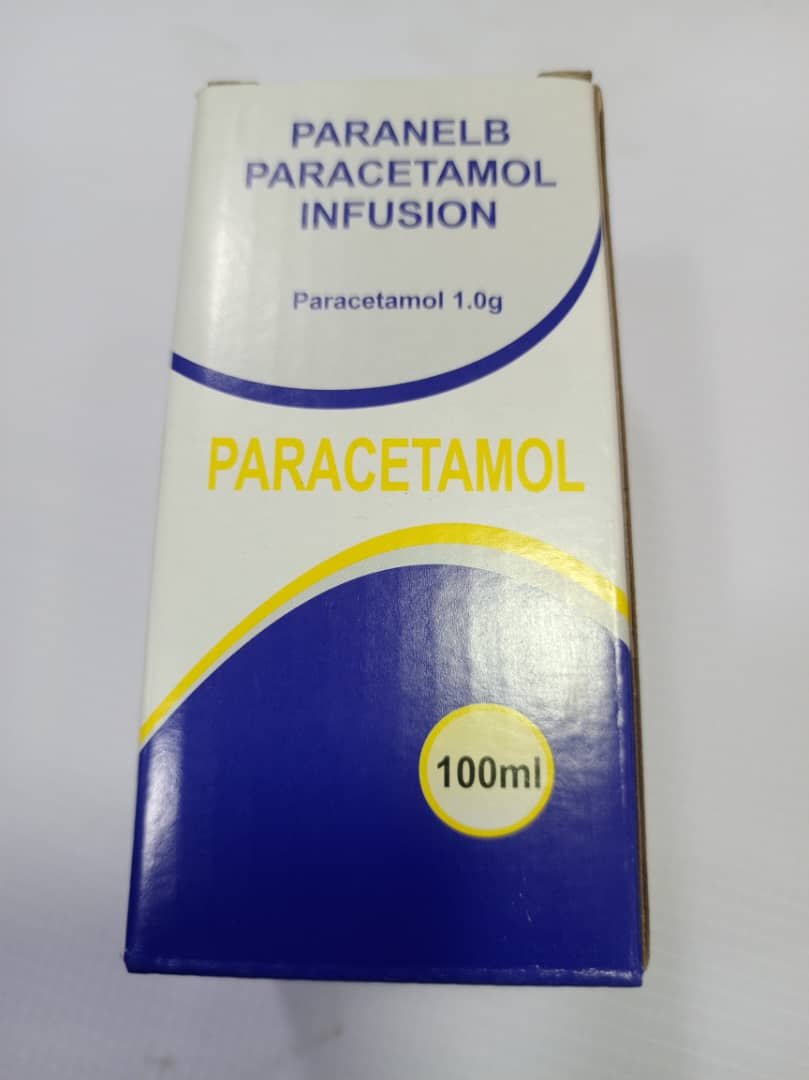 PARANELB
PARACETAMOL
INFUSION
Paracetamol 1.0g
PARACETAMOL
100ml